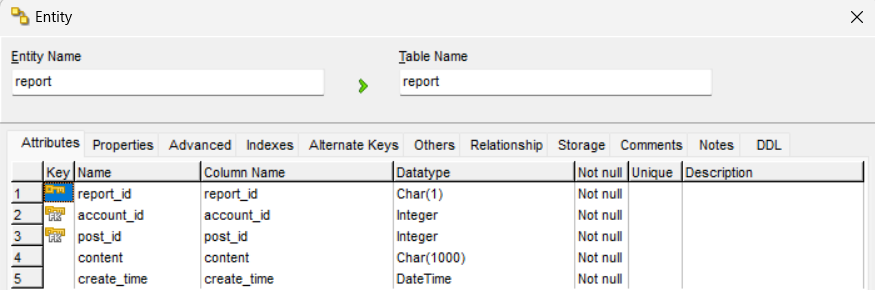 Entity
Entity Name Table Name
report report
Attributes Properties Advanced Indexes Alternate Keys Others Relationship Storage Comments Notes DDL
Key Name Column Name Datatype Not null Unique Description
1 report_id report_id Char(1) Not null
2 FK account_id account_id Integer Not null
3 FK post_id post_id Integer Not null
4 content content Char(1000) Not null
5 create_time create_time DateTime Not null